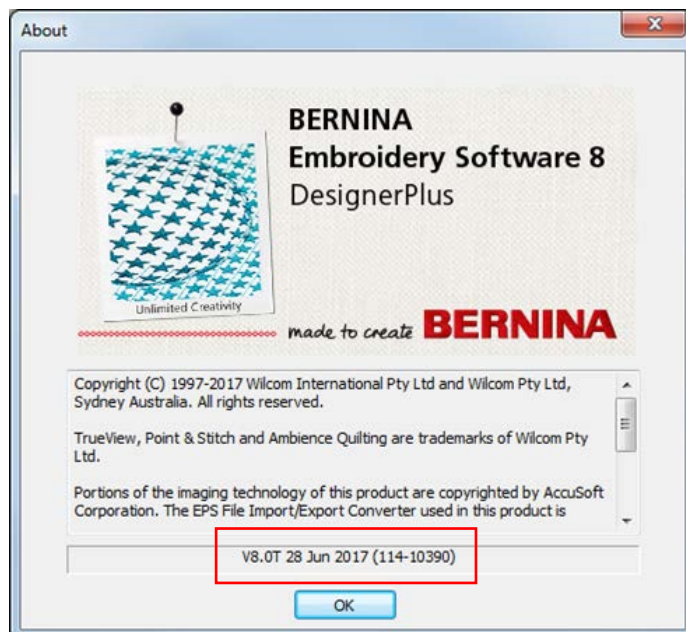 About
BERNINA
Embroidery Software 8
DesignerPlus
Unlimited Creativity
made to create BERNINA
Copyright (C) 1997-2017 Wilcom International Pty Ltd and Wilcom Pty Ltd,
Sydney Australia. All rights reserved.
TrueView, Point & Stitch and Ambience Quilting are trademarks of Wilcom Pty
Ltd.
Portions of the imaging technology of this product are copyrighted by AccuSoft
Corporation. The EPS File Import/Export Converter used in this product is
V8.0T 28 Jun 2017 (114-10390)
OK